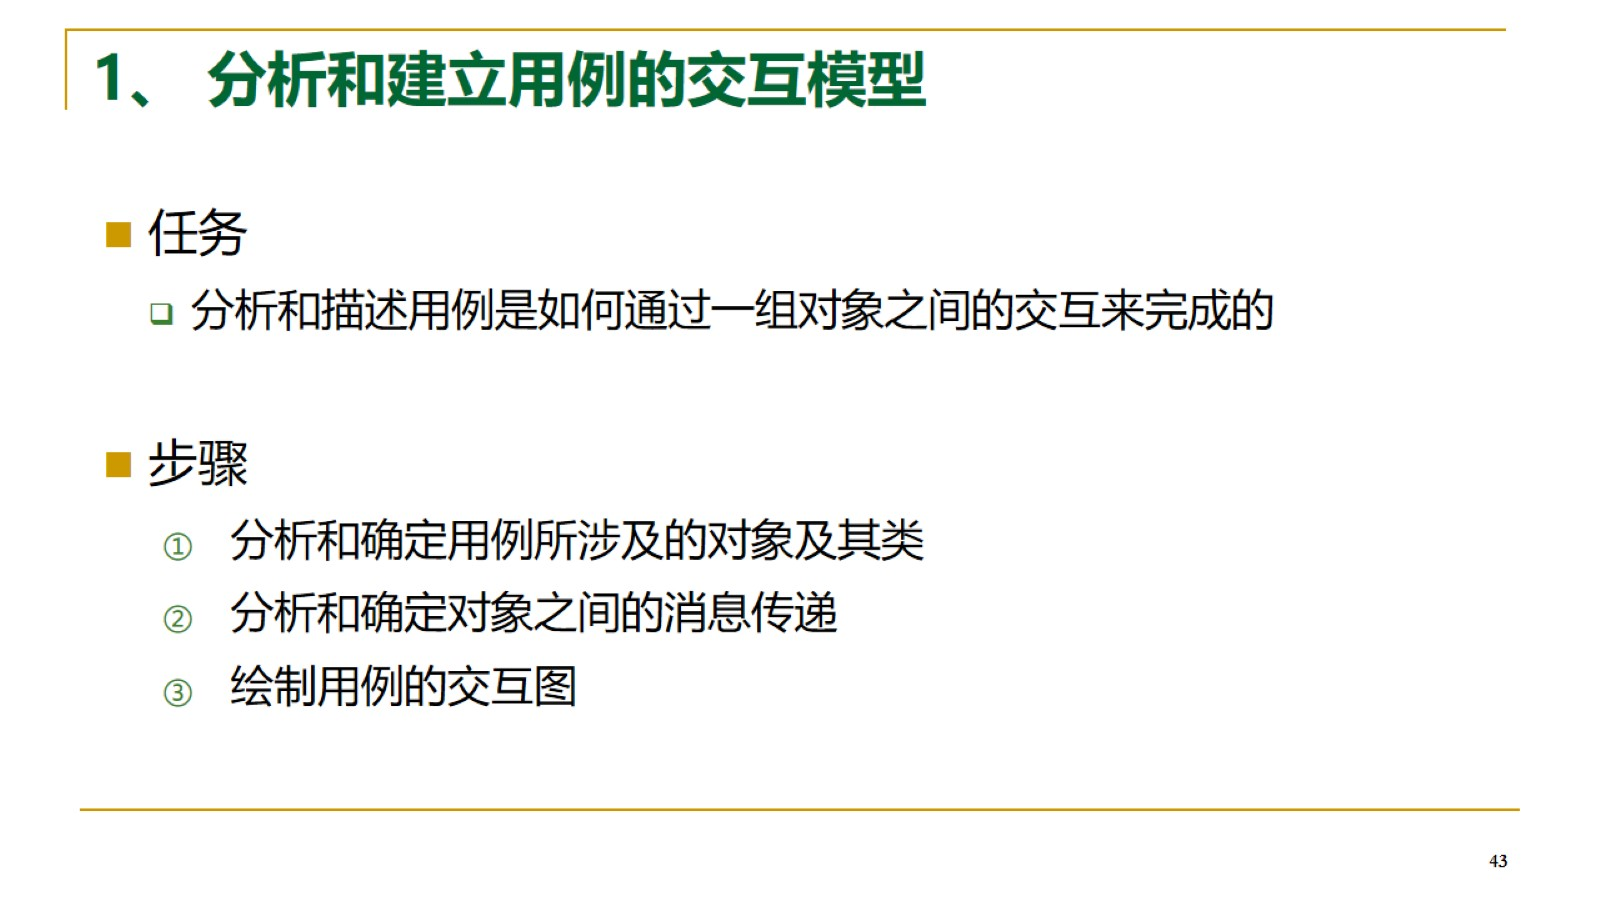 1、 分析和建立用例的交互模型
任务
分析和描述用例是如何通过一组对象之间的交互来完成的
步骤
① 分析和确定用例所涉及的对象及其类
② 分析和确定对象之间的消息传递
③ 绘制用例的交互图
43